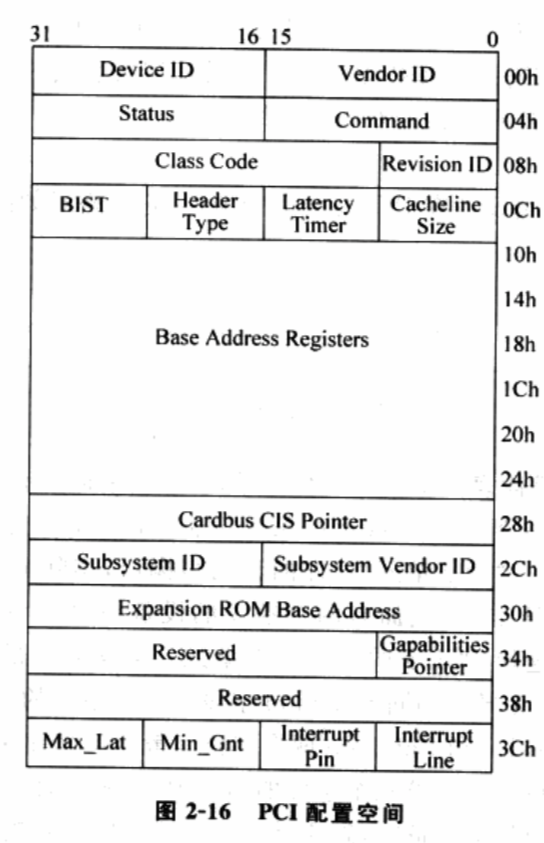 31 16 15 0
Device ID Vendor ID 00h
Status Command 04h
Class Code Revision ID 08h
BIST Header Type Latency Timer Cacheline Size 0Ch
10h
14h
Base Address Registers 18h
1Ch
20h
24h
Cardbus CIS Pointer 28h
Subsystem ID Subsystem Vendor ID 2Ch
Expansion ROM Base Address 30h
Reserved Gapabilities Pointer 34h
Reserved 38h
Max_Lat Min_Gnt Interrupt Pin Interrupt Line 3Ch
图 2-16 PCI 配置空间